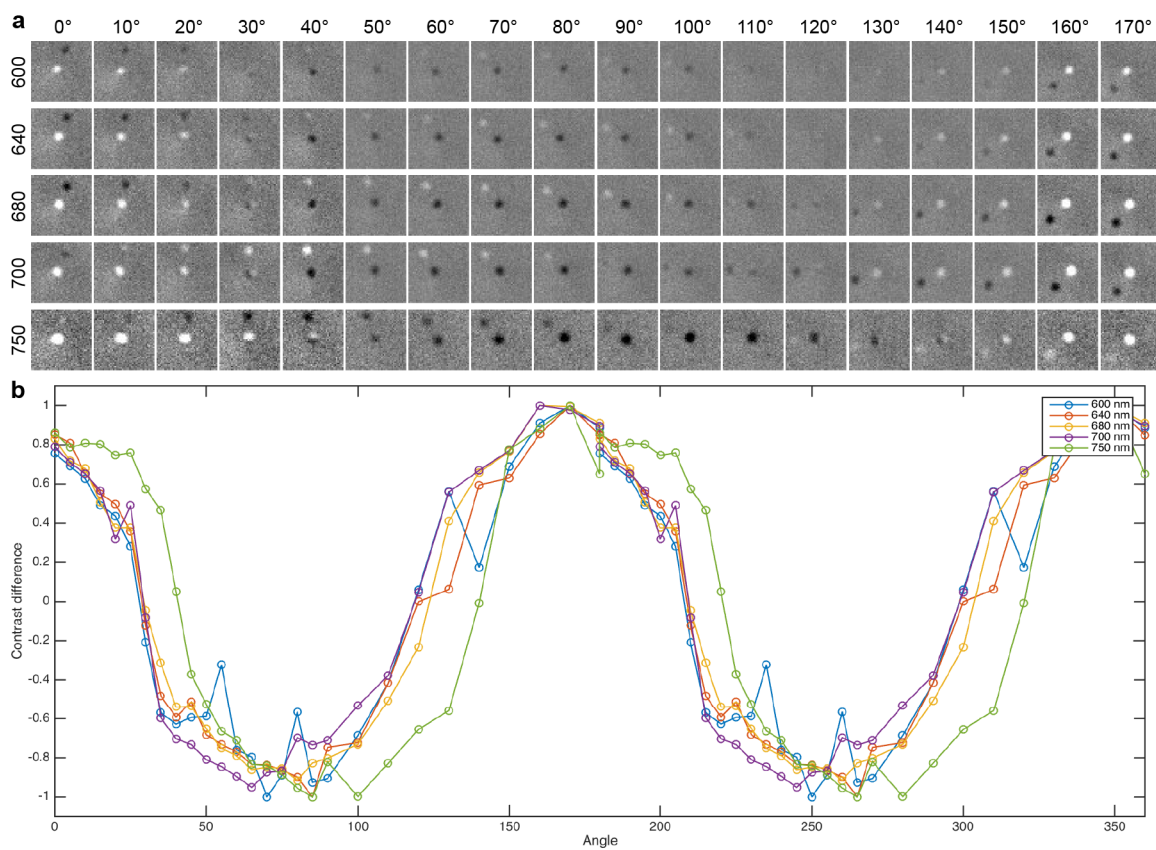 a
0° 10° 20° 30° 40° 50° 60° 70° 80° 90° 100° 110° 120° 130° 140° 150° 160° 170°
600
640
680
700
750
b
Contrast difference
1
0.8
0.6
0.4
0.2
0
-0.2
-0.4
-0.6
-0.8
-1
600 nm
640 nm
680 nm
700 nm
750 nm
0 50 100 150 200 250 300 350
Angle